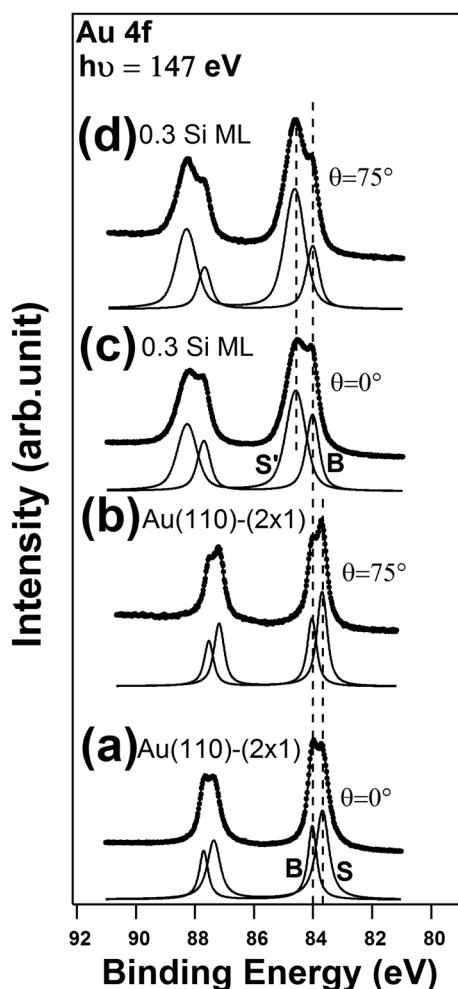 Au 4f
hυ = 147 eV
(d) 0.3 Si ML
θ=75°
(c) 0.3 Si ML
θ=0°
S' B
(b) Au(110)-(2x1)
θ=75°
(a) Au(110)-(2x1)
θ=0°
B S
92 90 88 86 84 82 80
Binding Energy (eV)
Intensity (arb.unit)